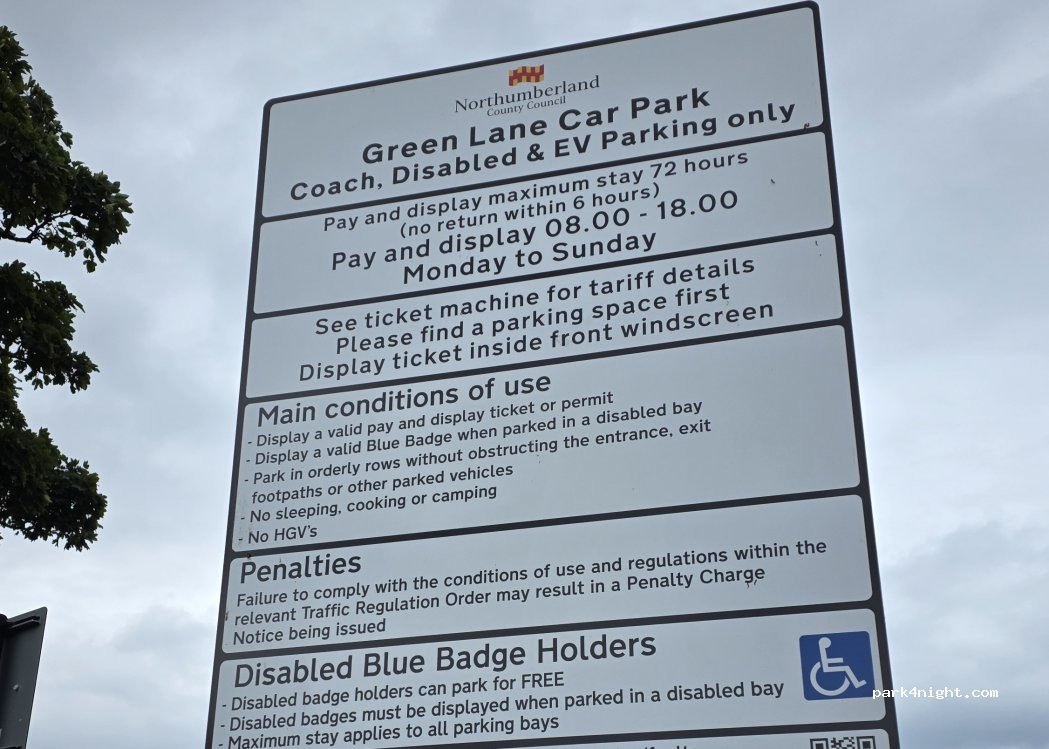 Northumberland
County Council
Green Lane Car Park
Coach, Disabled & EV Parking only
Pay and display maximum stay 72 hours
(no return within 6 hours)
Pay and display 08.00 - 18.00
Monday to Sunday
See ticket machine for tariff details
Please find a parking space first
Display ticket inside front windscreen
Main conditions of use
- Display a valid pay and display ticket or permit
- Display a valid Blue Badge when parked in a disabled bay
- Park in orderly rows without obstructing the entrance, exit
footpaths or other parked vehicles
- No sleeping, cooking or camping
- No HGV's
Penalties
Failure to comply with the conditions of use and regulations within the
relevant Traffic Regulation Order may result in a Penalty Charge
Notice being issued
Disabled Blue Badge Holders
- Disabled badge holders can park for FREE
- Disabled badges must be displayed when parked in a disabled bay
- Maximum stay applies to all parking bays
park4night.com